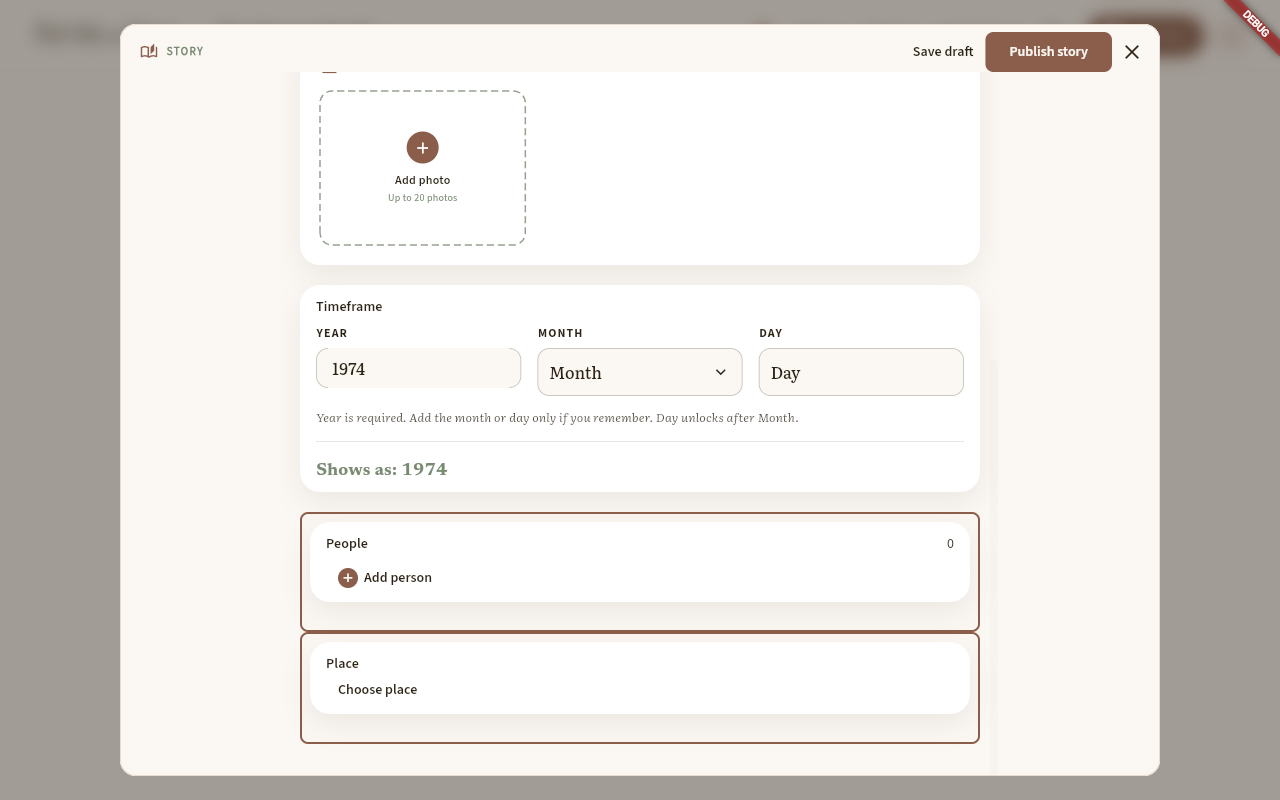 STORY
Save draft
Publish story
DEBUG
Add photo
Up to 20 photos
Timeframe
YEAR
MONTH
DAY
1974
Month
Day
Year is required. Add the month or day only if you remember. Day unlocks after Month.
Shows as: 1974
People
0
Add person
Place
Choose place